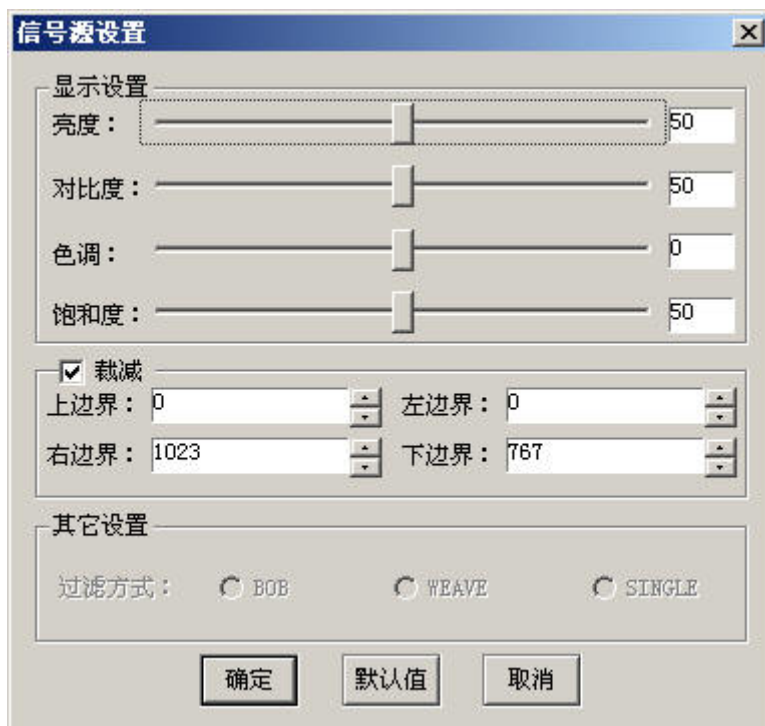 信号源设置
显示设置
亮度： 50
对比度： 50
色调： 0
饱和度： 50
裁减
上边界： 0 左边界： 0
右边界： 1023 下边界： 767
其它设置
过滤方式： BOB WEAVE SINGLE
确定 默认值 取消